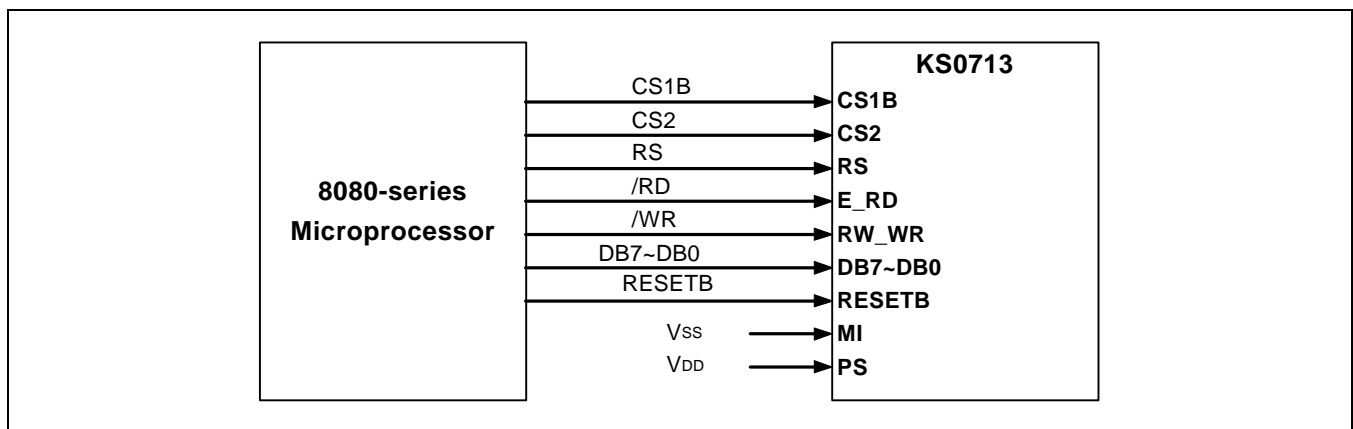 KS0713
CS1B
CS1B
CS2
CS2
RS
RS
8080-series
Microprocessor
/RD
E_RD
/WR
RW_WR
DB7~DB0
DB7~DB0
RESETB
RESETB
VSS
MI
VDD
PS